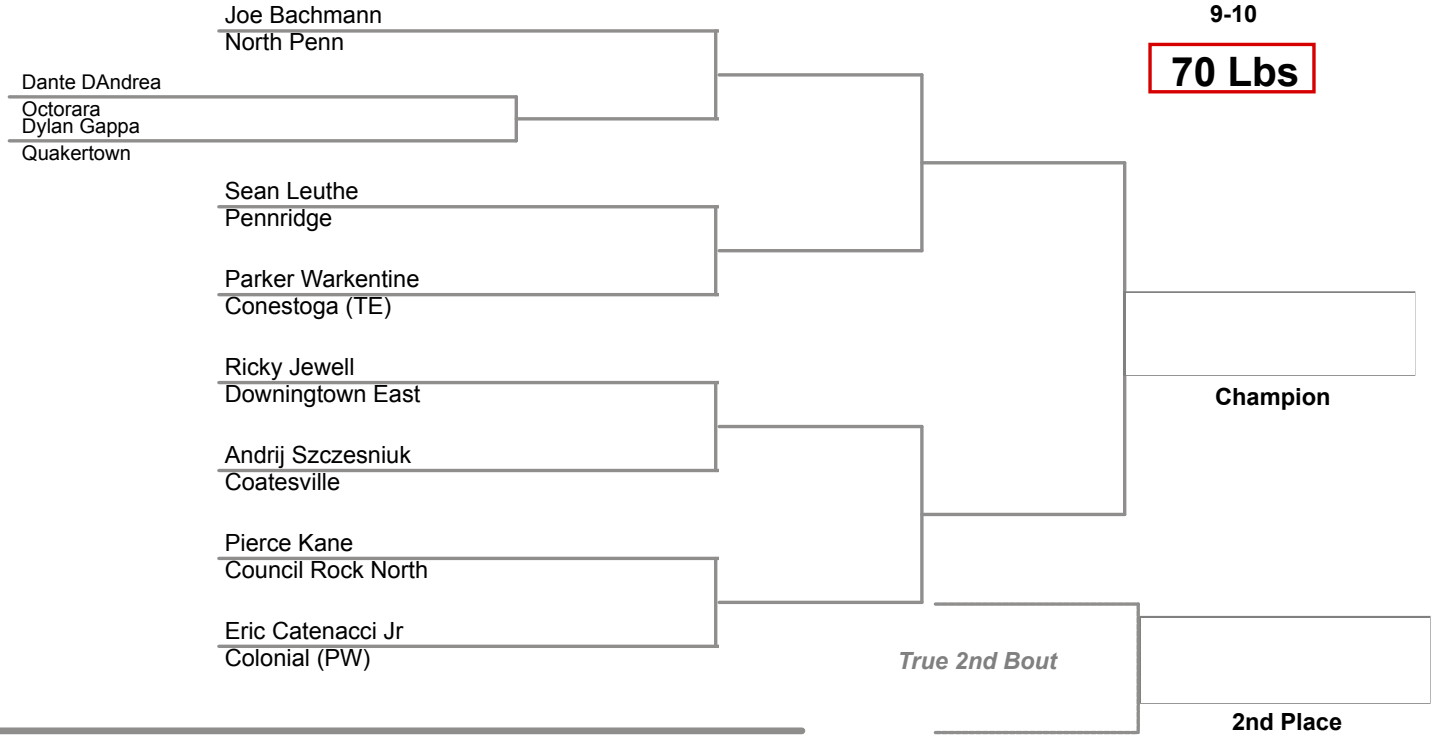 Joe Bachmann
North Penn
9-10
70 Lbs
Dante DAndrea
Octorara
Dylan Gappa
Quakertown
Sean Leuthe
Pennridge
Parker Warkentine
Conestoga (TE)
Ricky Jewell
Downingtown East
Champion
Andrij Szczesniuk
Coatesville
Pierce Kane
Council Rock North
Eric Catenacci Jr
Colonial (PW)
True 2nd Bout
2nd Place